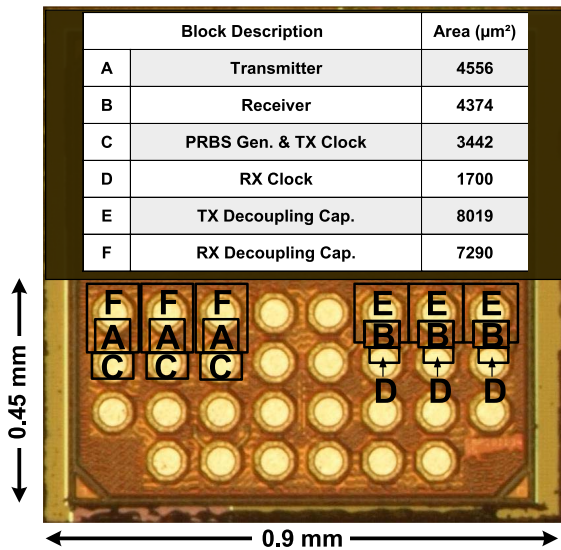 Block Description Area (µm²)
A Transmitter 4556
B Receiver 4374
C PRBS Gen. & TX Clock 3442
D RX Clock 1700
E TX Decoupling Cap. 8019
F RX Decoupling Cap. 7290
F F F E E E
A A A B B B
C C C
D D D
0.45 mm
0.9 mm